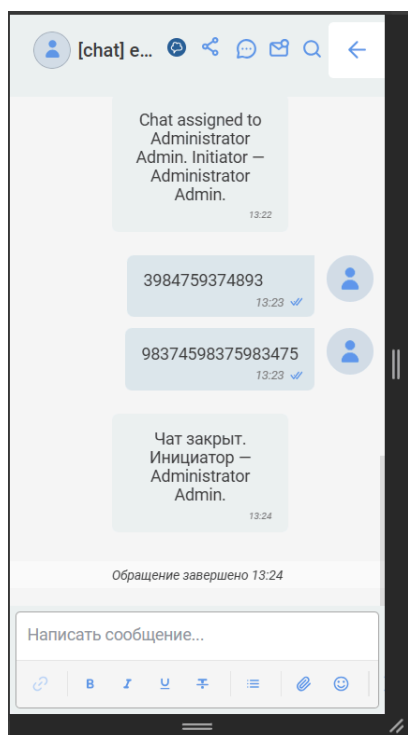 [chat] e...
Chat assigned to
Administrator
Admin. Initiator —
Administrator
Admin.
13:22
3984759374893
13:23
98374598375983475
13:23
Чат закрыт.
Инициатор —
Administrator
Admin.
13:24
Обращение завершено 13:24
Написать сообщение...
B I U T